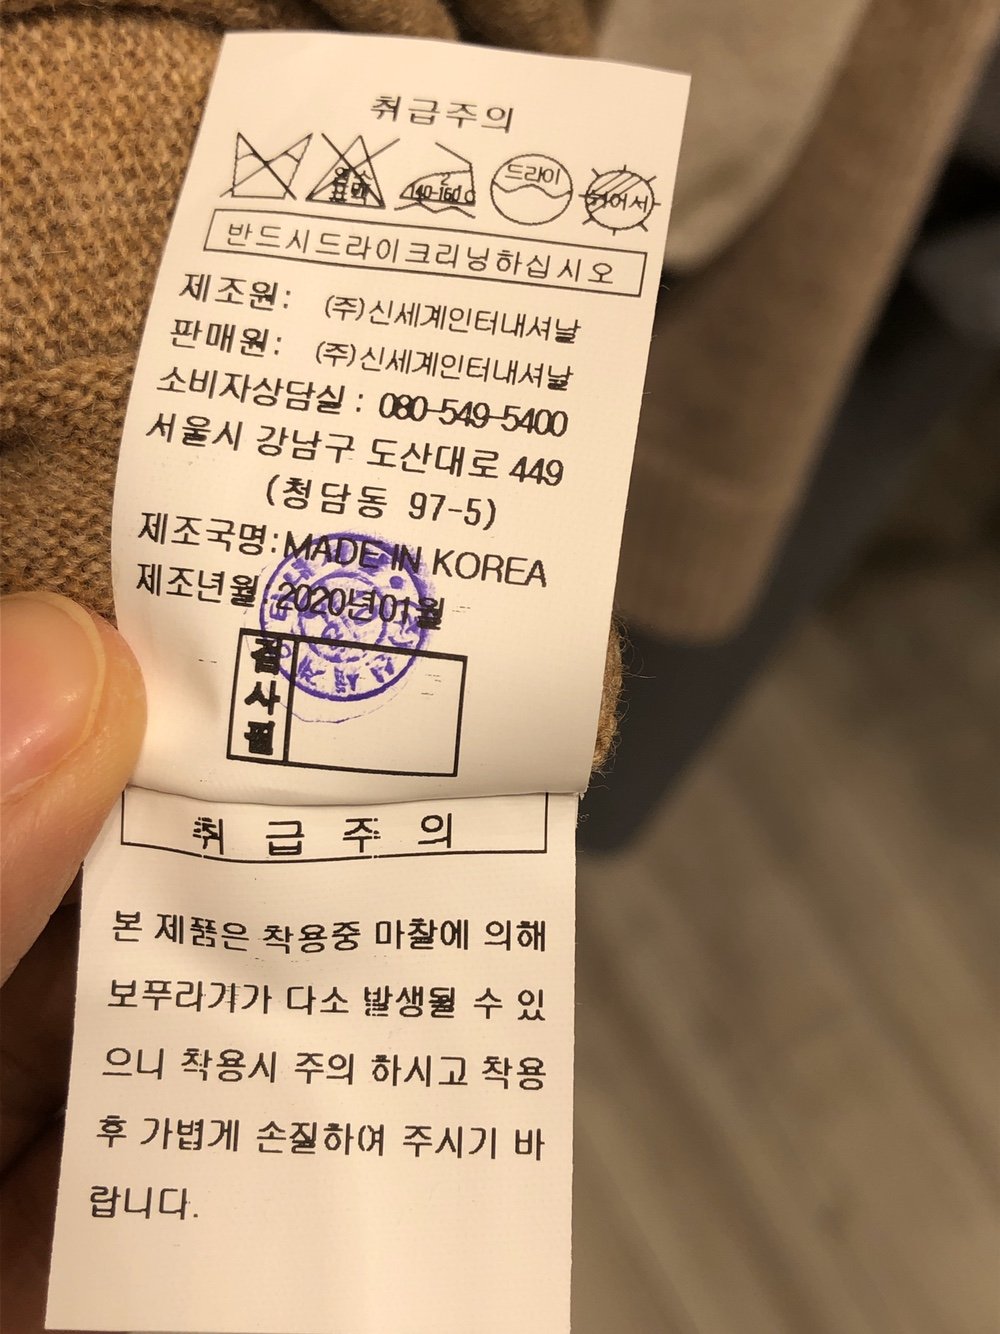 취급주의
염소
표백
2
140-160℃
드라이
뉘어서
반드시드라이크리닝하십시오
제조원: (주)신세계인터내셔날
판매원: (주)신세계인터내셔날
소비자상담실 : 080-549-5400
서울시 강남구 도산대로 449
(청담동 97-5)
제조국명:MADE IN KOREA
제조년월:2020년01월
검사필
취 급 주 의
본 제품은 착용중 마찰에 의해
보푸라기가 다소 발생될 수 있
으니 착용시 주의 하시고 착용
후 가볍게 손질하여 주시기 바
랍니다.